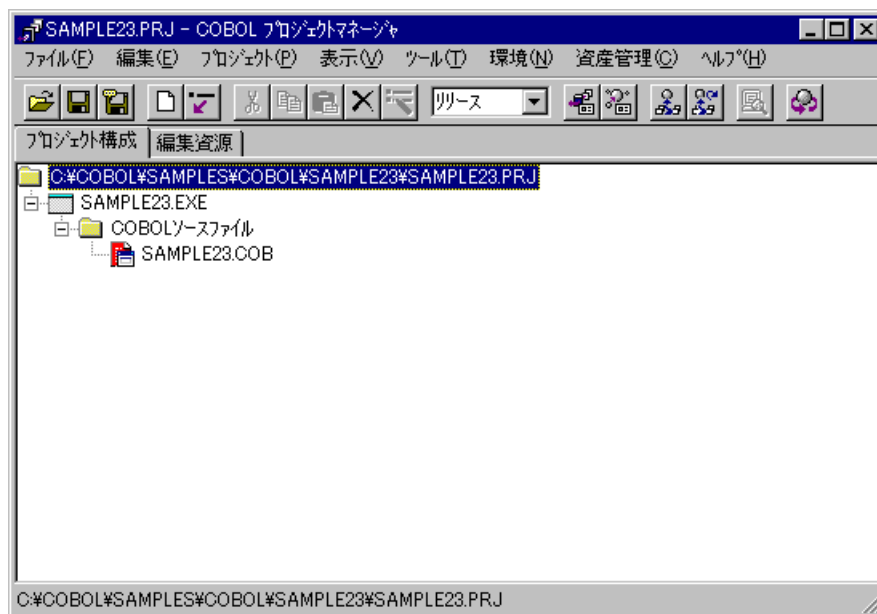 SAMPLE23.PRJ - COBOL ﾌﾟﾛｼﾞｪｸﾄﾏﾈｰｼﾞｬ
ﾌｧｲﾙ(F) 編集(E) ﾌﾟﾛｼﾞｪｸﾄ(P) 表示(V) ﾂｰﾙ(T) 環境(N) 資産管理(C) ﾍﾙﾌﾟ(H)
ﾘﾘｰｽ
ﾌﾟﾛｼﾞｪｸﾄ構成 編集資源
C:¥COBOL¥SAMPLES¥COBOL¥SAMPLE23¥SAMPLE23.PRJ
SAMPLE23.EXE
COBOLｿｰｽﾌｧｲﾙ
SAMPLE23.COB
C:¥COBOL¥SAMPLES¥COBOL¥SAMPLE23¥SAMPLE23.PRJ